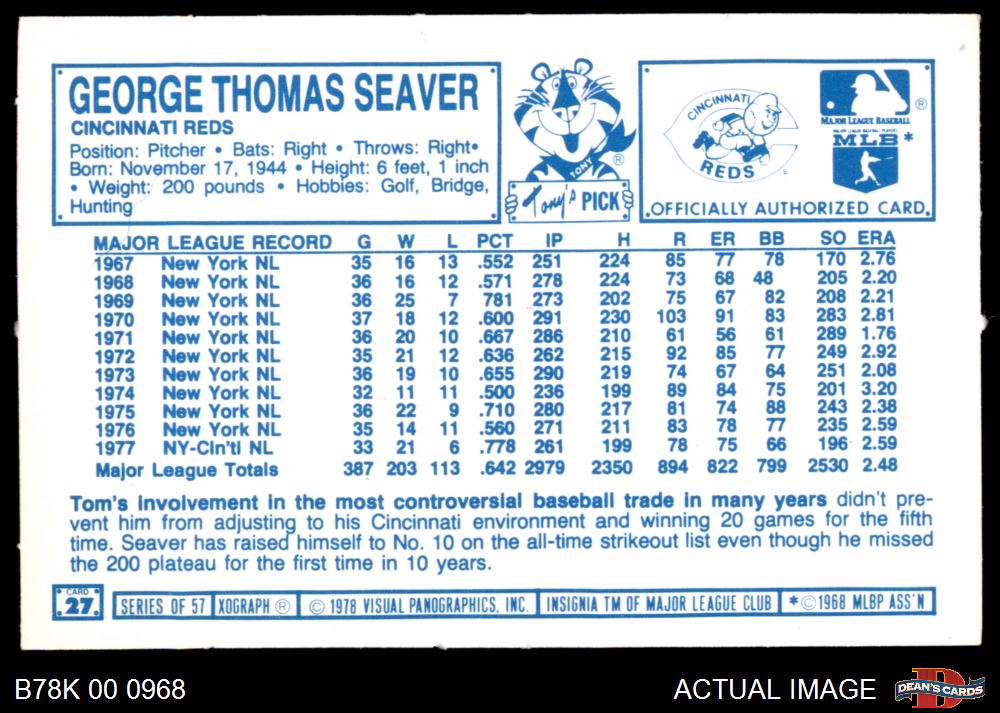 GEORGE THOMAS SEAVER
CINCINNATI REDS
Position: Pitcher • Bats: Right • Throws: Right•
Born: November 17, 1944 • Height: 6 feet, 1 inch
• Weight: 200 pounds • Hobbies: Golf, Bridge,
Hunting
TONY
®
Tony's PICK
CINCINNATI
REDS
®
MAJOR LEAGUE BASEBALL
MAJOR LEAGUE BASEBALL PLAYERS
MLB *
OFFICIALLY AUTHORIZED CARD
MAJOR LEAGUE RECORD G W L PCT IP H R ER BB SO ERA
1967 New York NL 35 16 13 .552 251 224 85 77 78 170 2.76
1968 New York NL 36 16 12 .571 278 224 73 68 48 205 2.20
1969 New York NL 36 25 7 781 273 202 75 67 82 208 2.21
1970 New York NL 37 18 12 .600 291 230 103 91 83 283 2.81
1971 New York NL 36 20 10 .667 286 210 61 56 61 289 1.76
1972 New York NL 35 21 12 .636 262 215 92 85 77 249 2.92
1973 New York NL 36 19 10 .655 290 219 74 67 64 251 2.08
1974 New York NL 32 11 11 .500 236 199 89 84 75 201 3.20
1975 New York NL 36 22 9 .710 280 217 81 74 88 243 2.38
1976 New York NL 35 14 11 .560 271 211 83 78 77 235 2.59
1977 NY-Cin'ti NL 33 21 6 .778 261 199 78 75 66 196 2.59
Major League Totals 387 203 113 .642 2979 2350 894 822 799 2530 2.48
Tom's involvement in the most controversial baseball trade in many years didn't pre-
vent him from adjusting to his Cincinnati environment and winning 20 games for the fifth
time. Seaver has raised himself to No. 10 on the all-time strikeout list even though he missed
the 200 plateau for the first time in 10 years.
CARD
27 SERIES OF 57 XOGRAPH ® © 1978 VISUAL PANOGRAPHICS, INC. INSIGNIA TM OF MAJOR LEAGUE CLUB *©1968 MLBP ASS'N
B78K 00 0968 ACTUAL IMAGE DEAN'S CARDS